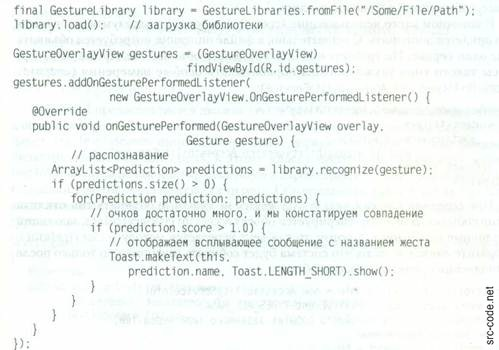 final GestureLibrary library = GestureLibraries.fromFile("/Some/File/Path");
library.load();   // загрузка библиотеки
GestureOverlayView gestures = (GestureOverlayView)
findViewById(R.id.gestures);
gestures.addOnGesturePerformedListener(
new GestureOverlayView.OnGesturePerformedListener() {
@Override
public void onGesturePerformed(GestureOverlayView overlay,
Gesture gesture) {
// распознавание
ArrayList<Prediction> predictions = library.recognize(gesture);
if (predictions.size() > 0) {
for(Prediction prediction: predictions) {
// очков достаточно много, и мы констатируем совпадение
if (prediction.score > 1.0) {
// отображаем всплывающее сообщение с названием жеста
Toast.makeText(this,
prediction.name, Toast.LENGTH_SHORT).show();
}
}
}
}
});
src-code.net